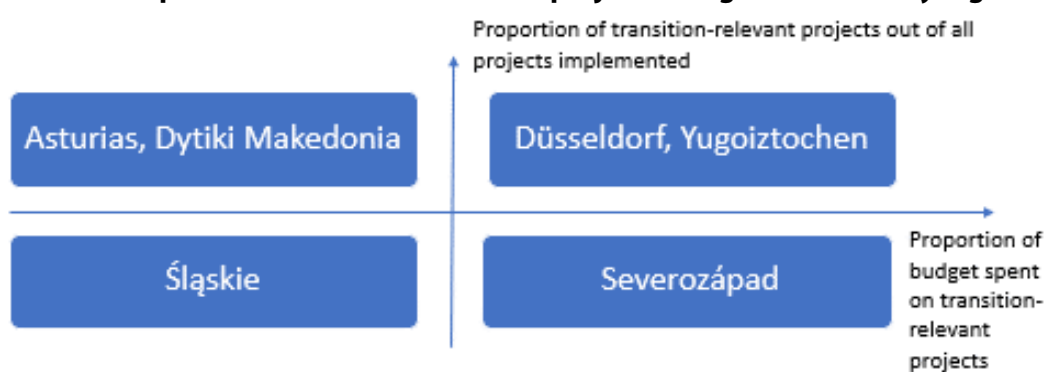 Proportion of transition-relevant projects out of all
projects implemented
Asturias, Dytiki Makedonia
Düsseldorf, Yugoiztochen
Śląskie
Severozápad
Proportion of
budget spent
on transition-
relevant
projects